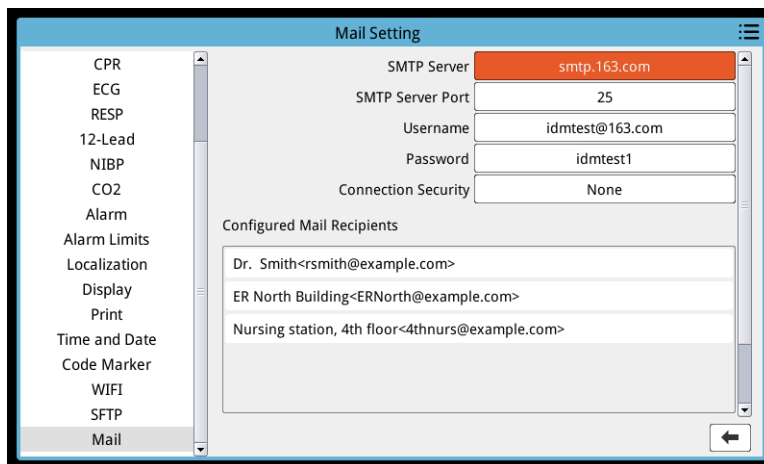 Mail Setting
CPR
ECG
RESP
12-Lead
NIBP
CO2
Alarm
Alarm Limits
Localization
Display
Print
Time and Date
Code Marker
WIFI
SFTP
Mail
SMTP Server smtp.163.com
SMTP Server Port 25
Username idmtest@163.com
Password idmtest1
Connection Security None
Configured Mail Recipients
Dr.  Smith<rsmith@example.com>
ER North Building<ERNorth@example.com>
Nursing station, 4th floor<4thnurs@example.com>